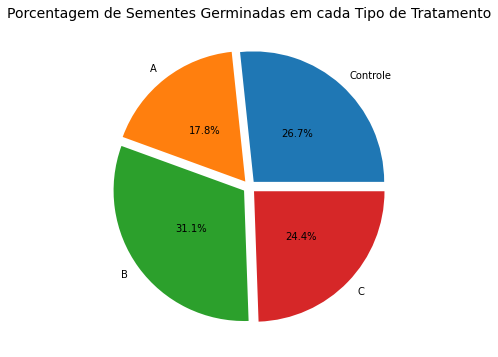 Porcentagem de Sementes Germinadas em cada Tipo de Tratamento
A
Controle
17.8%
26.7%
31.1%
24.4%
B
C